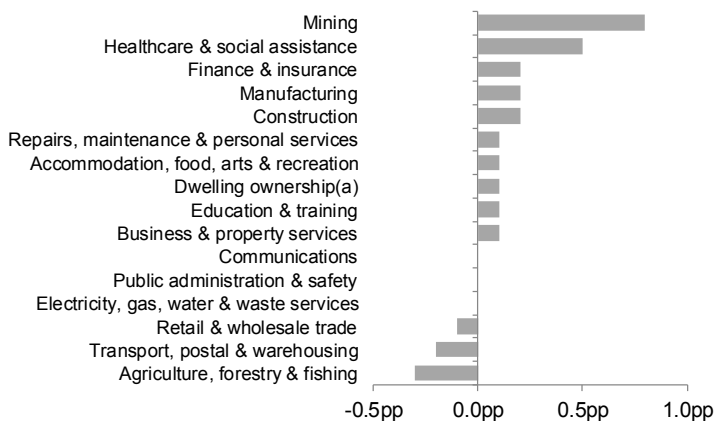 Mining
Healthcare & social assistance
Finance & insurance
Manufacturing
Construction
Repairs, maintenance & personal services
Accommodation, food, arts & recreation
Dwelling ownership(a)
Education & training
Business & property services
Communications
Public administration & safety
Electricity, gas, water & waste services
Retail & wholesale trade
Transport, postal & warehousing
Agriculture, forestry & fishing
-0.5pp 0.0pp 0.5pp 1.0pp